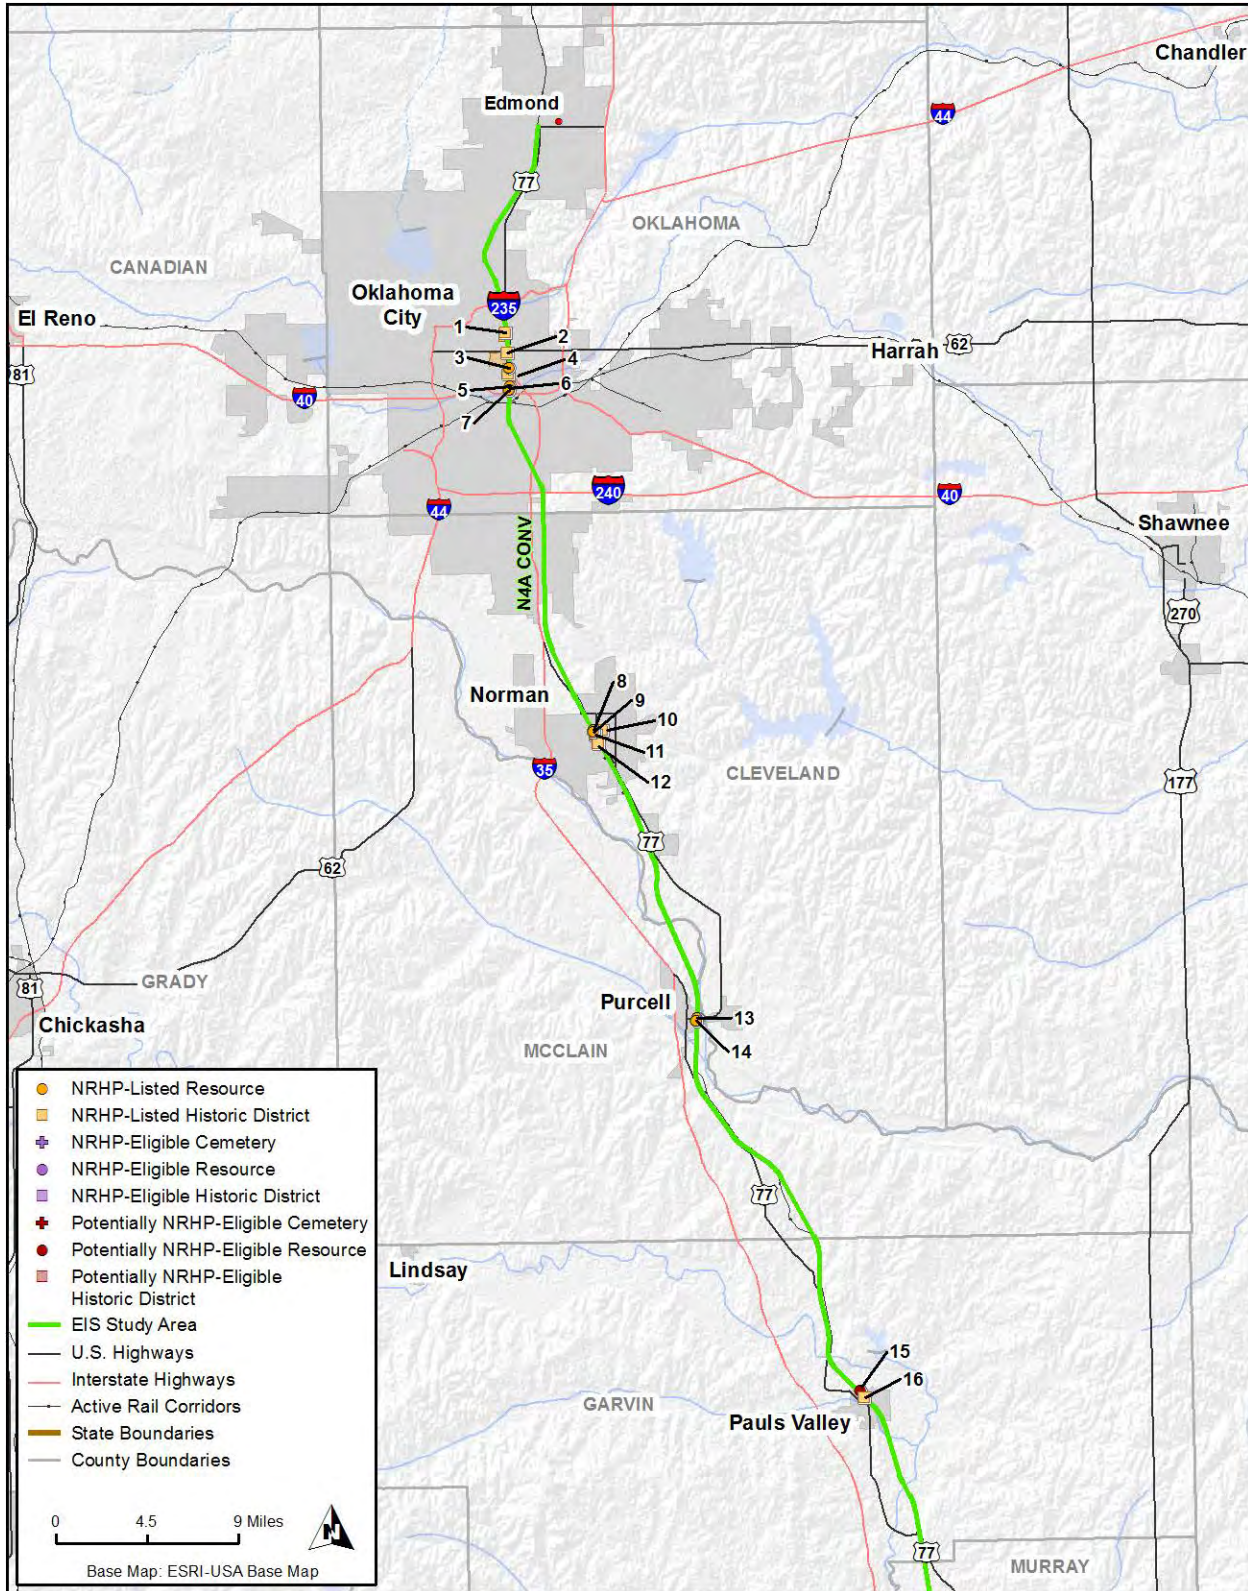 Chandler
Edmond
44
77
OKLAHOMA
CANADIAN
Oklahoma
City
235
El Reno
1
2
62
3
4
Harrah
81
5
6
40
7
240
40
44
Shawnee
N4A CONV
270
8
Norman
9
10
11
35
12
CLEVELAND
177
77
62
GRADY
81
Purcell
13
Chickasha
14
MCCLAIN
NRHP-Listed Resource
NRHP-Listed Historic District
NRHP-Eligible Cemetery
NRHP-Eligible Resource
NRHP-Eligible Historic District
Potentially NRHP-Eligible Cemetery
Potentially NRHP-Eligible Resource
Potentially NRHP-Eligible
Historic District
EIS Study Area
U.S. Highways
Interstate Highways
Active Rail Corridors
State Boundaries
County Boundaries
0 4.5 9 Miles
N
Base Map: ESRI-USA Base Map
77
Lindsay
15
16
GARVIN
Pauls Valley
77
MURRAY